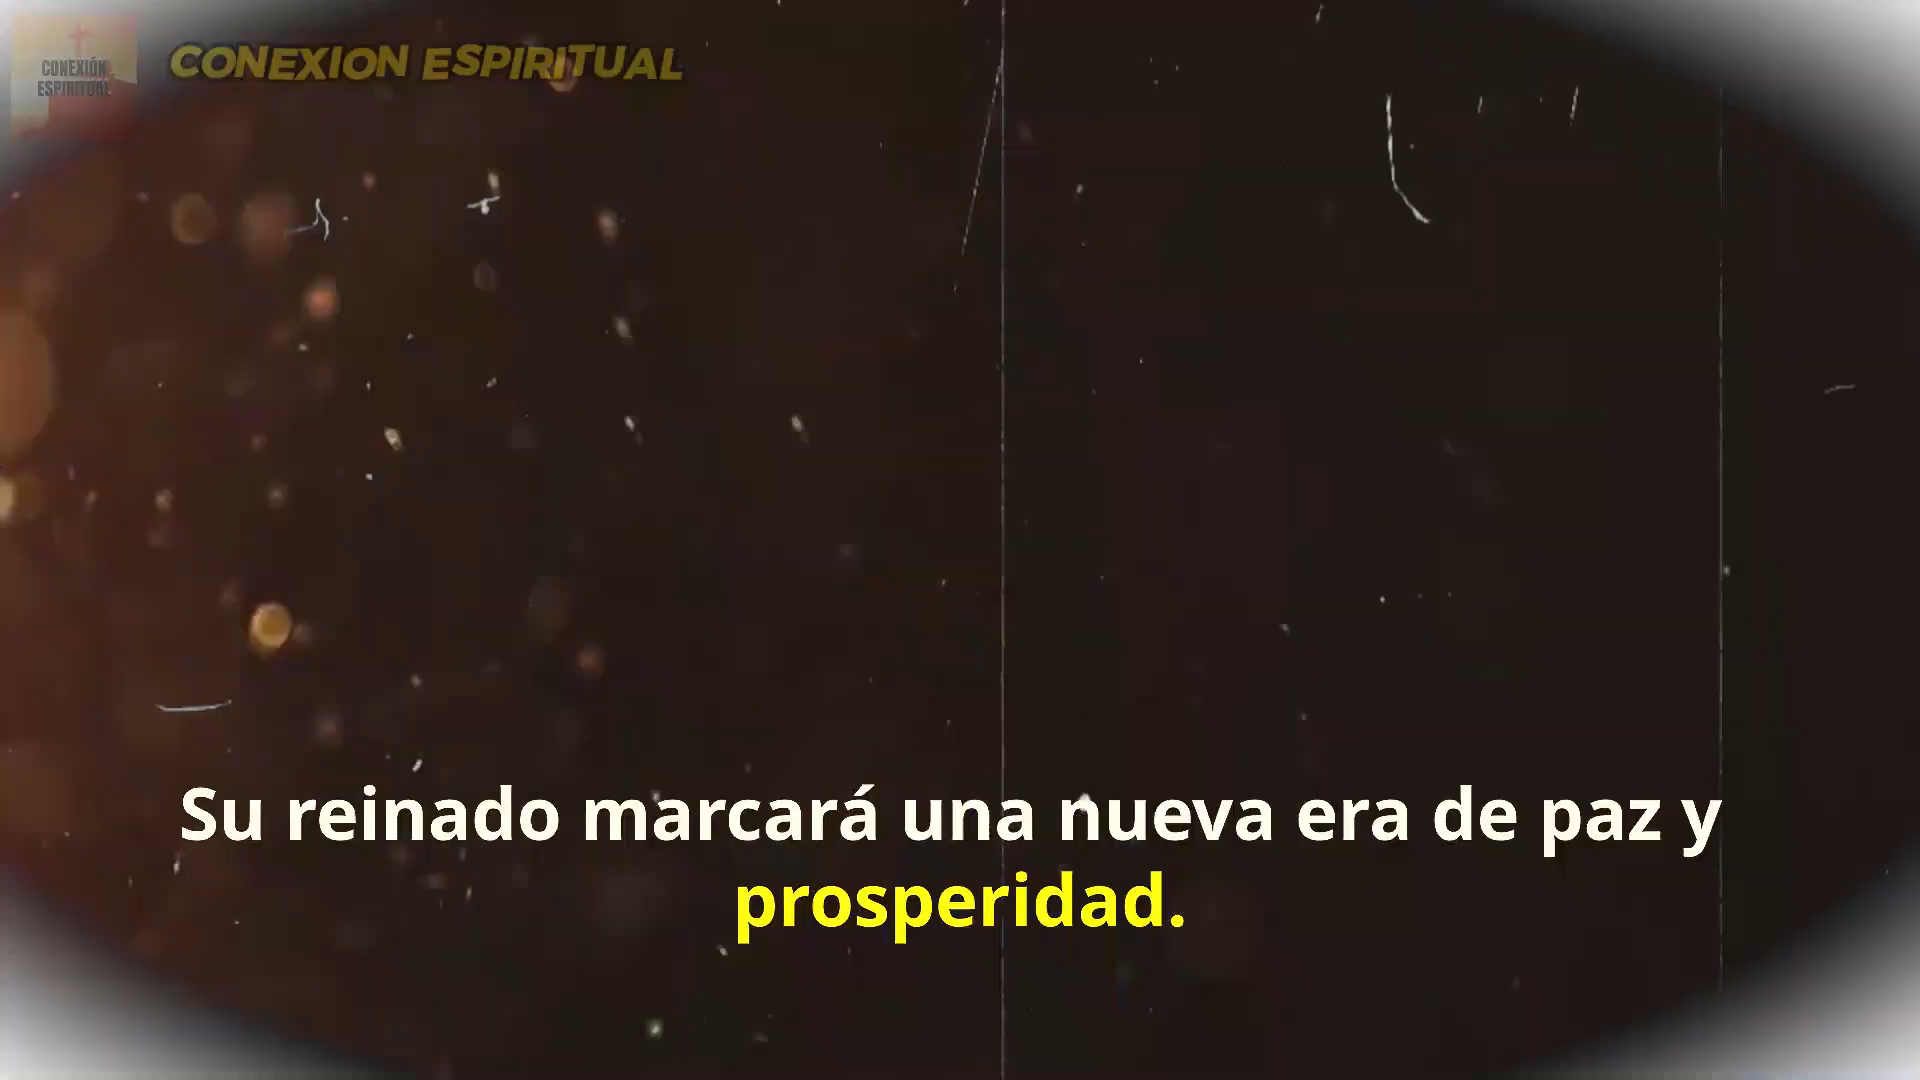 CONEXIÓN
ESPIRITUAL
CONEXION ESPIRITUAL
Su reinado marcará una nueva era de paz y
prosperidad.